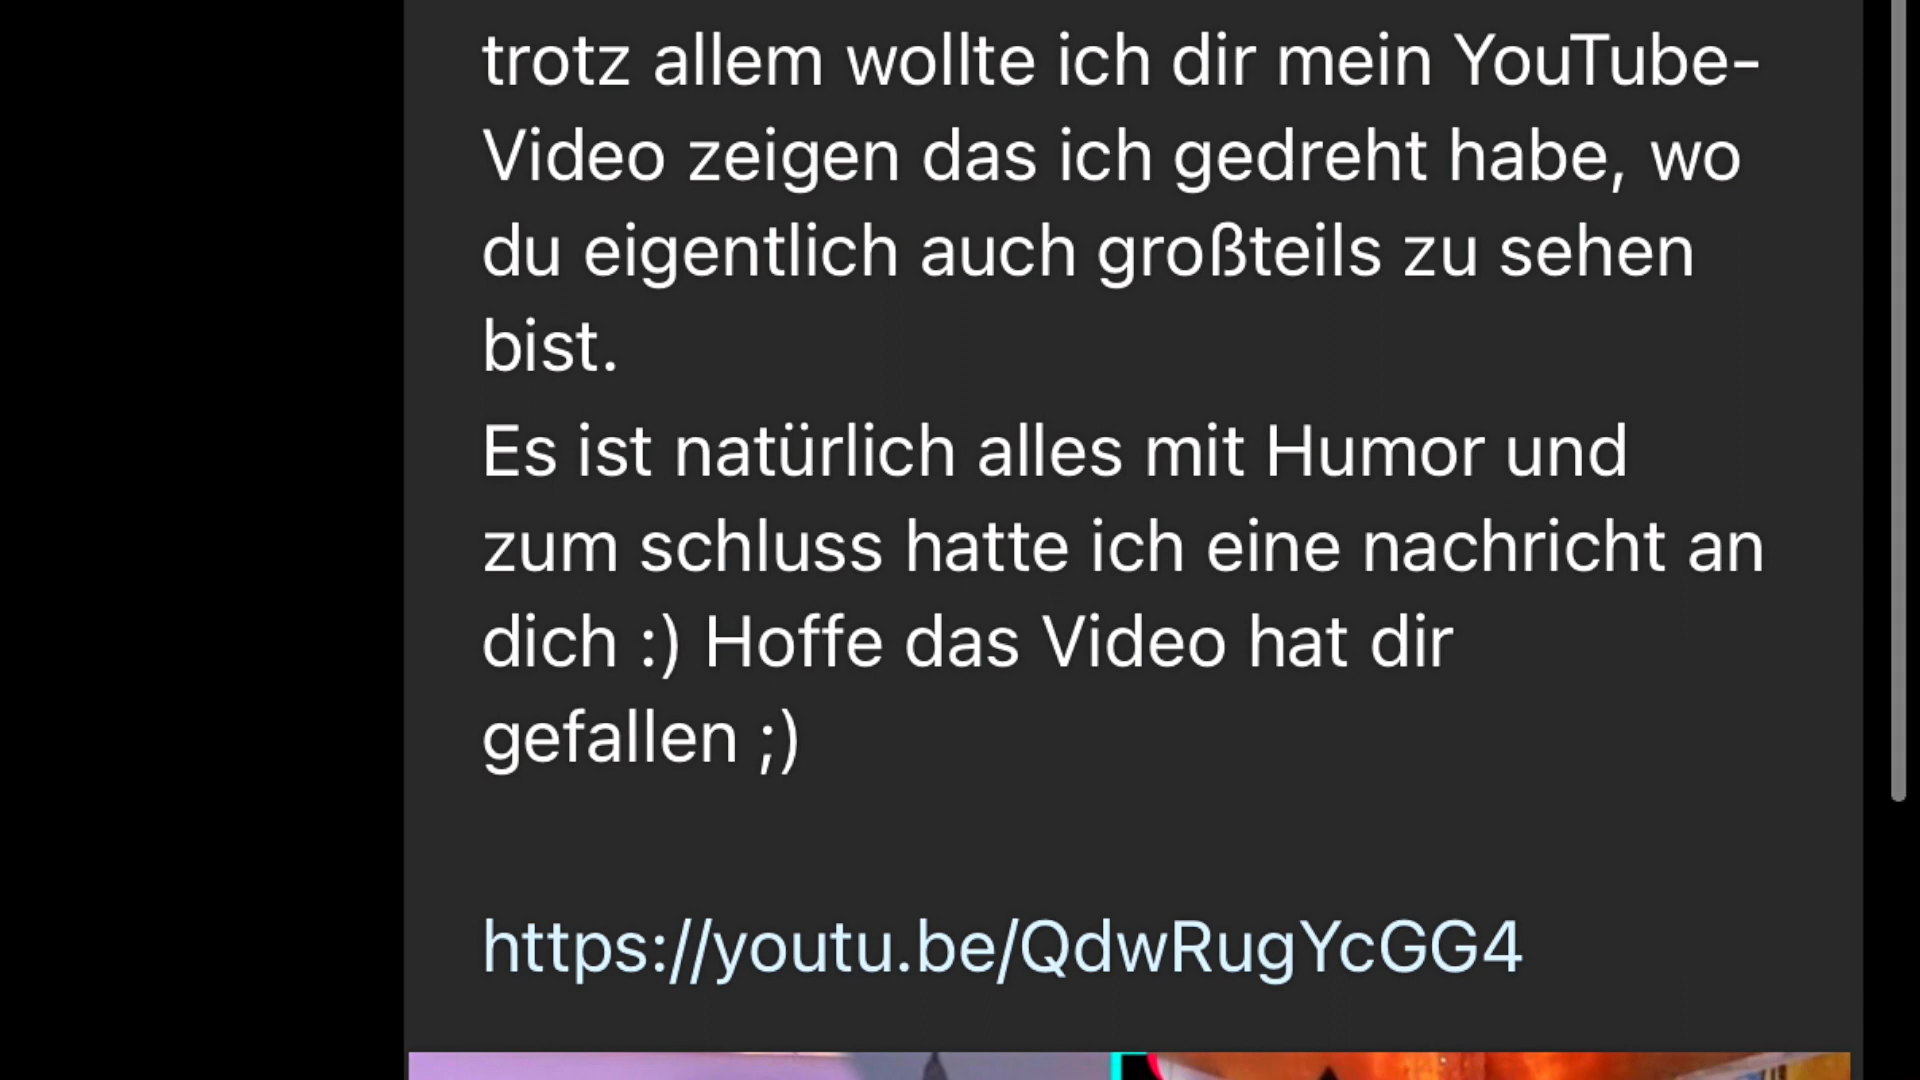 trotz allem wollte ich dir mein YouTube-
Video zeigen das ich gedreht habe, wo
du eigentlich auch großteils zu sehen
bist.
Es ist natürlich alles mit Humor und
zum schluss hatte ich eine nachricht an
dich :) Hoffe das Video hat dir
gefallen ;)
https://youtu.be/QdwRugYcGG4